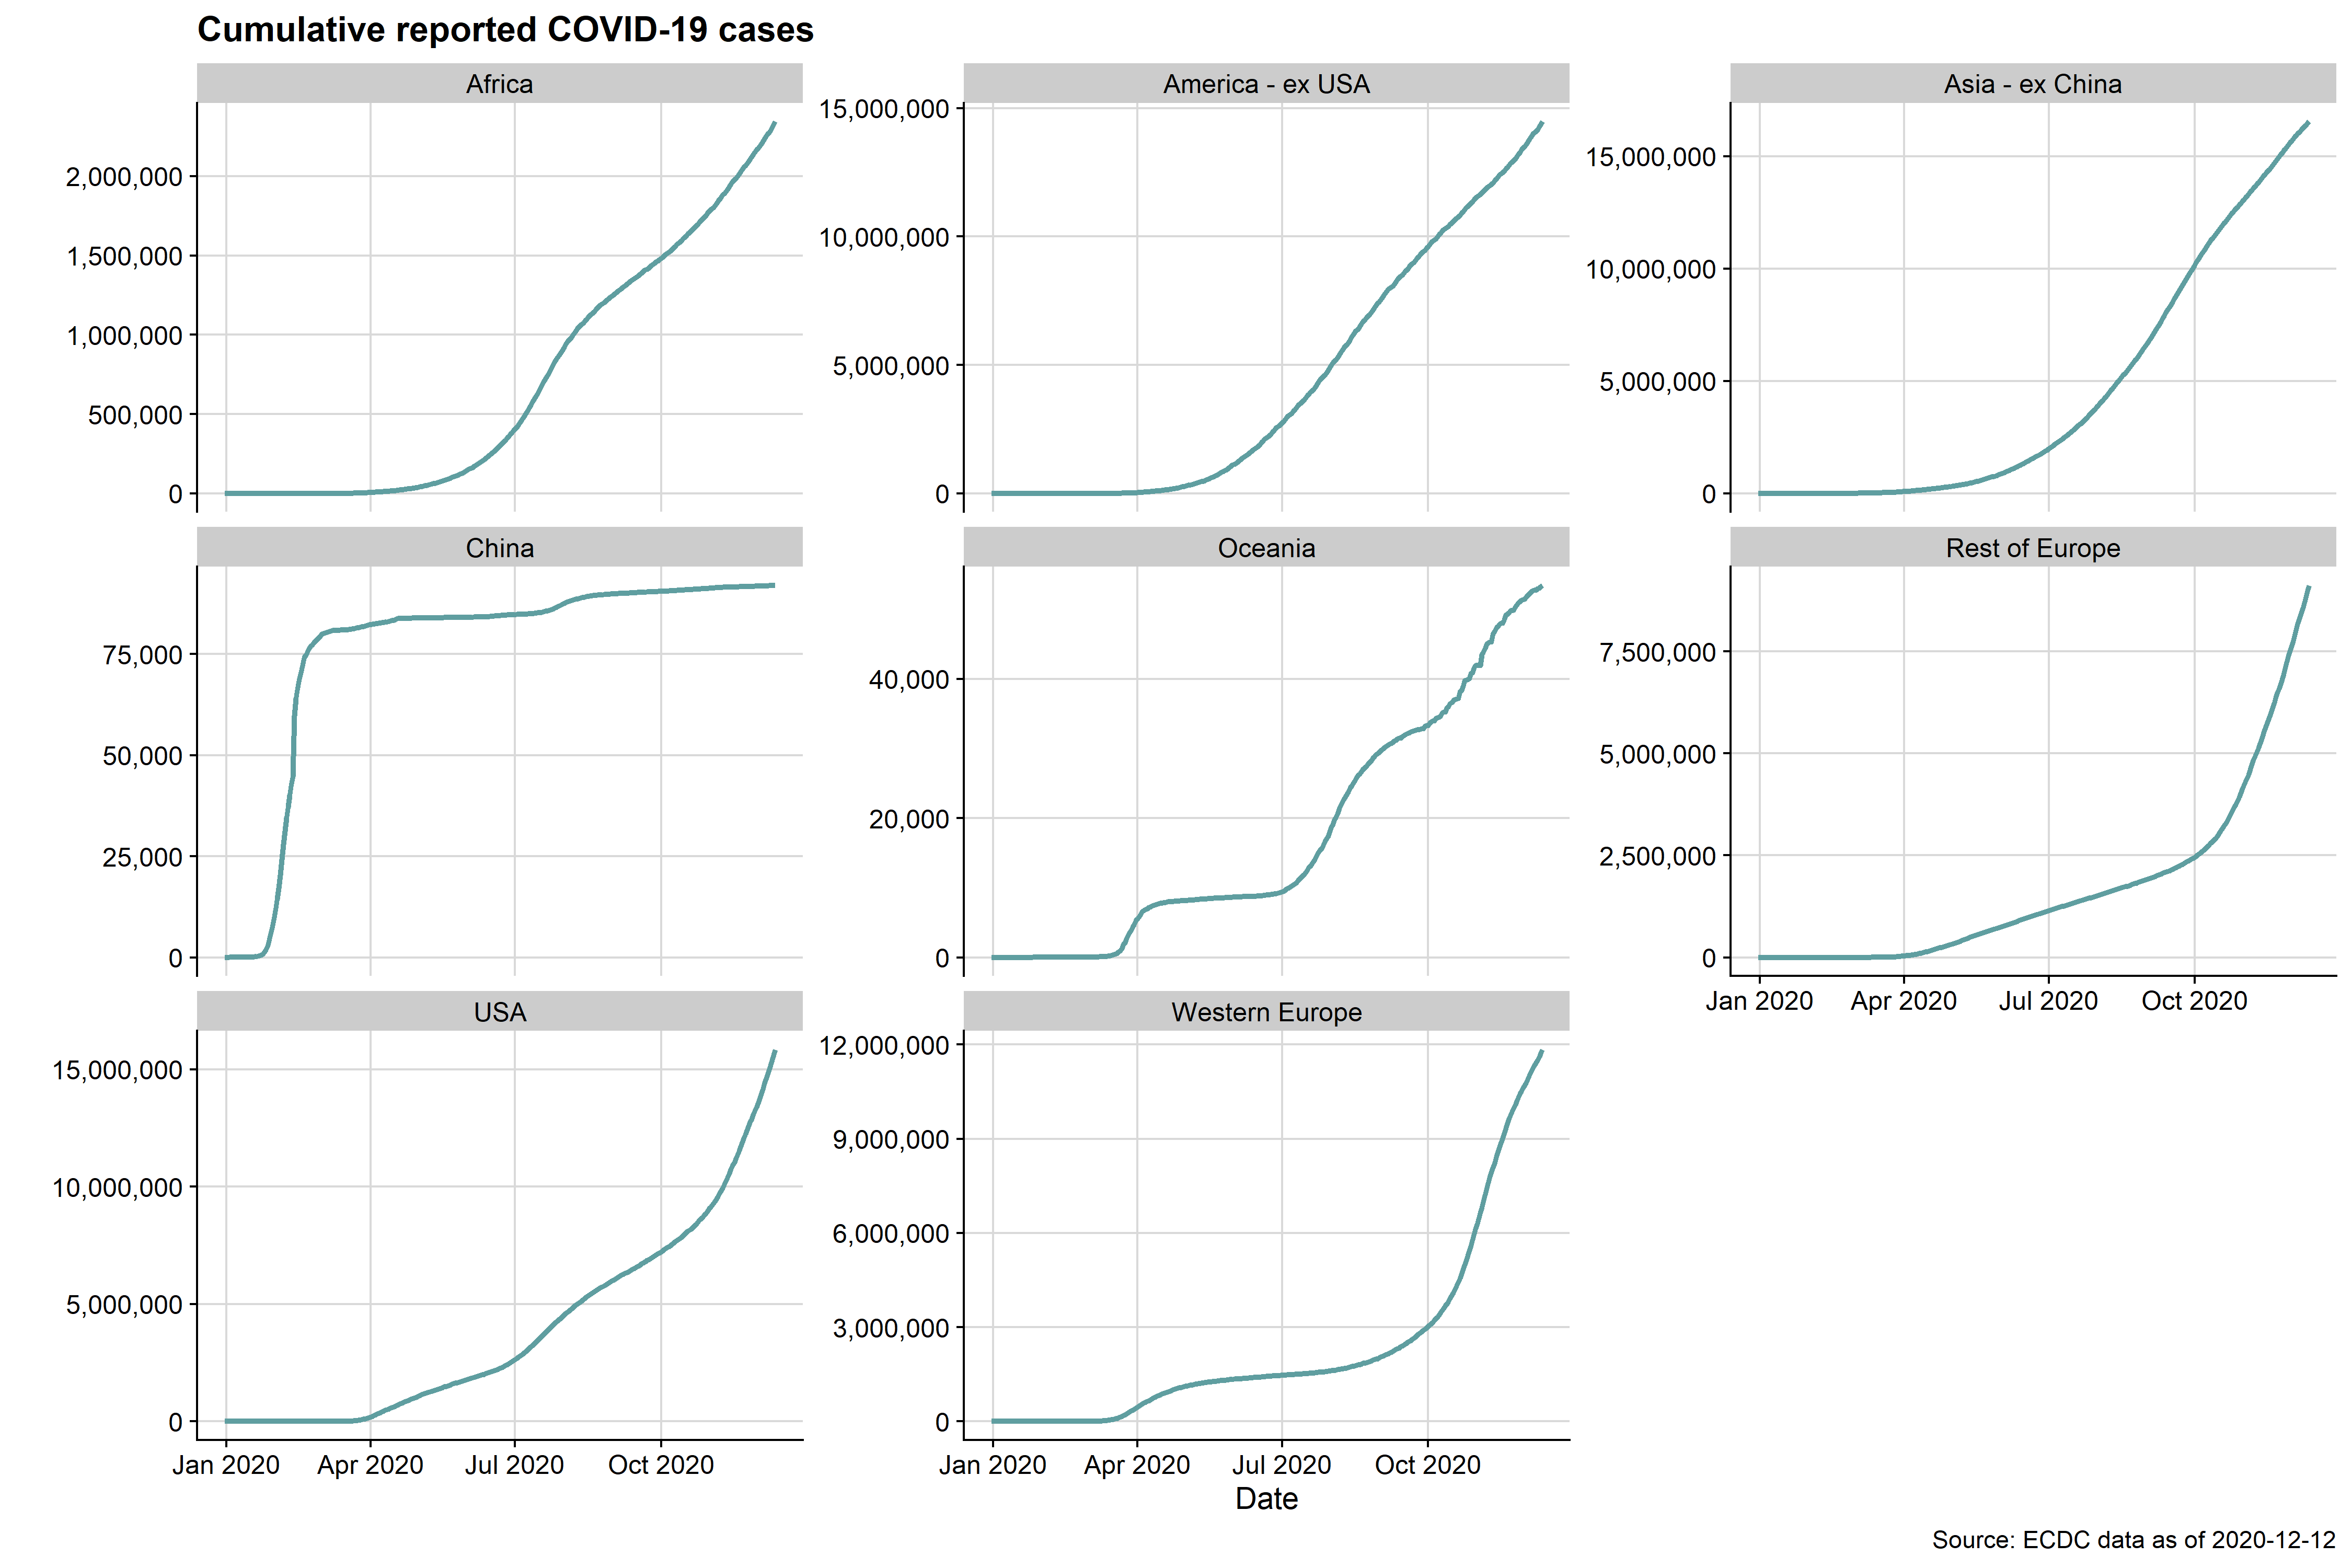 Cumulative reported COVID-19 cases
Africa
2,000,000
1,500,000
1,000,000
500,000
0
America - ex USA
15,000,000
10,000,000
5,000,000
0
Asia - ex China
15,000,000
10,000,000
5,000,000
0
China
75,000
50,000
25,000
0
Oceania
40,000
20,000
0
Rest of Europe
7,500,000
5,000,000
2,500,000
0
Jan 2020 Apr 2020 Jul 2020 Oct 2020
USA
15,000,000
10,000,000
5,000,000
0
Jan 2020 Apr 2020 Jul 2020 Oct 2020
Western Europe
12,000,000
9,000,000
6,000,000
3,000,000
0
Jan 2020 Apr 2020 Jul 2020 Oct 2020
Date
Source: ECDC data as of 2020-12-12